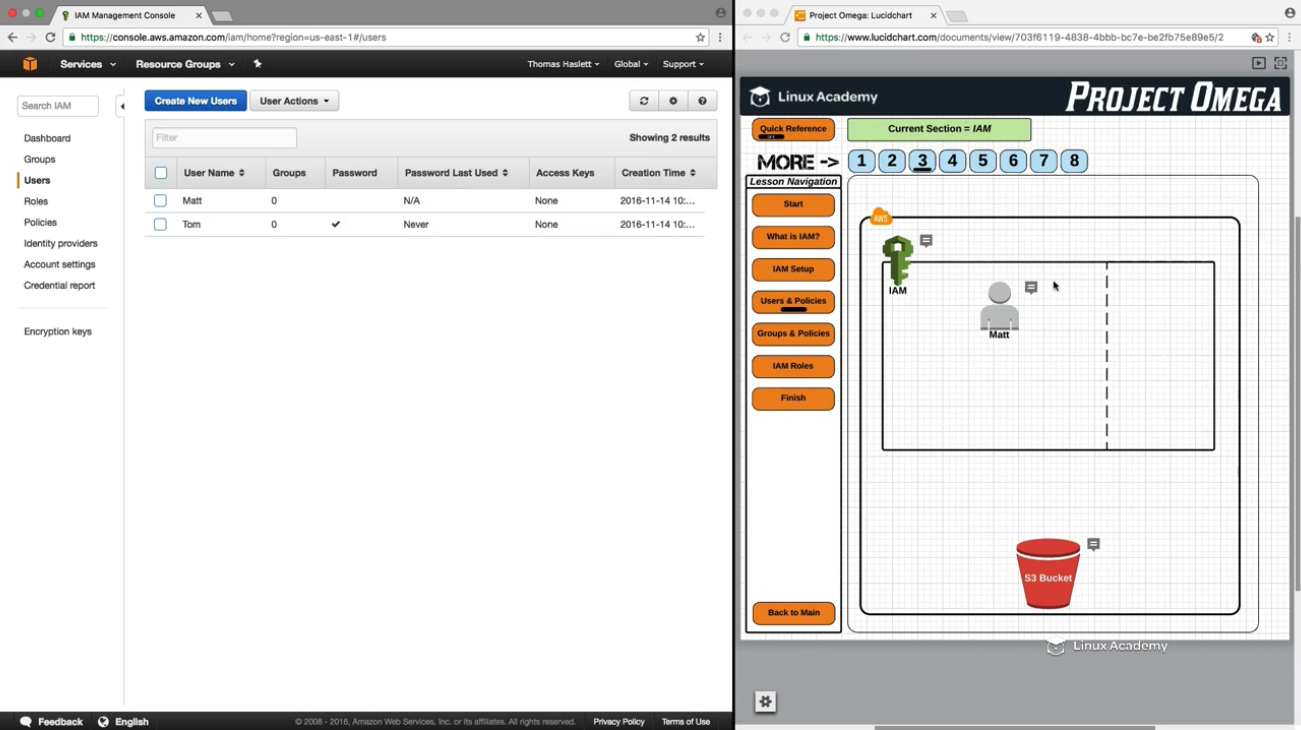 IAM Management Console
https://console.aws.amazon.com/iam/home?region=us-east-1#/users
Services
Resource Groups
Thomas Haslett
Global
Support
Search IAM
Dashboard
Groups
Users
Roles
Policies
Identity providers
Account settings
Credential report
Encryption keys
Create New Users
User Actions
Filter
Showing 2 results
User Name Groups Password Password Last Used Access Keys Creation Time
Matt 0 N/A None 2016-11-14 10:...
Tom 0 ✓ Never None 2016-11-14 10:...
Feedback
English
© 2008 - 2016, Amazon Web Services, Inc. or its affiliates. All rights reserved.
Privacy Policy
Terms of Use
Project Omega: Lucidchart
https://www.lucidchart.com/documents/view/703f6119-4838-4bbb-bc7e-be2fb75e89e5/2
Linux Academy
PROJECT OMEGA
Quick Reference
Current Section = IAM
MORE -> 1 2 3 4 5 6 7 8
Lesson Navigation
Start
What is IAM?
IAM Setup
Users & Policies
Groups & Policies
IAM Roles
Finish
Back to Main
AWS
IAM
Matt
S3 Bucket
Linux Academy